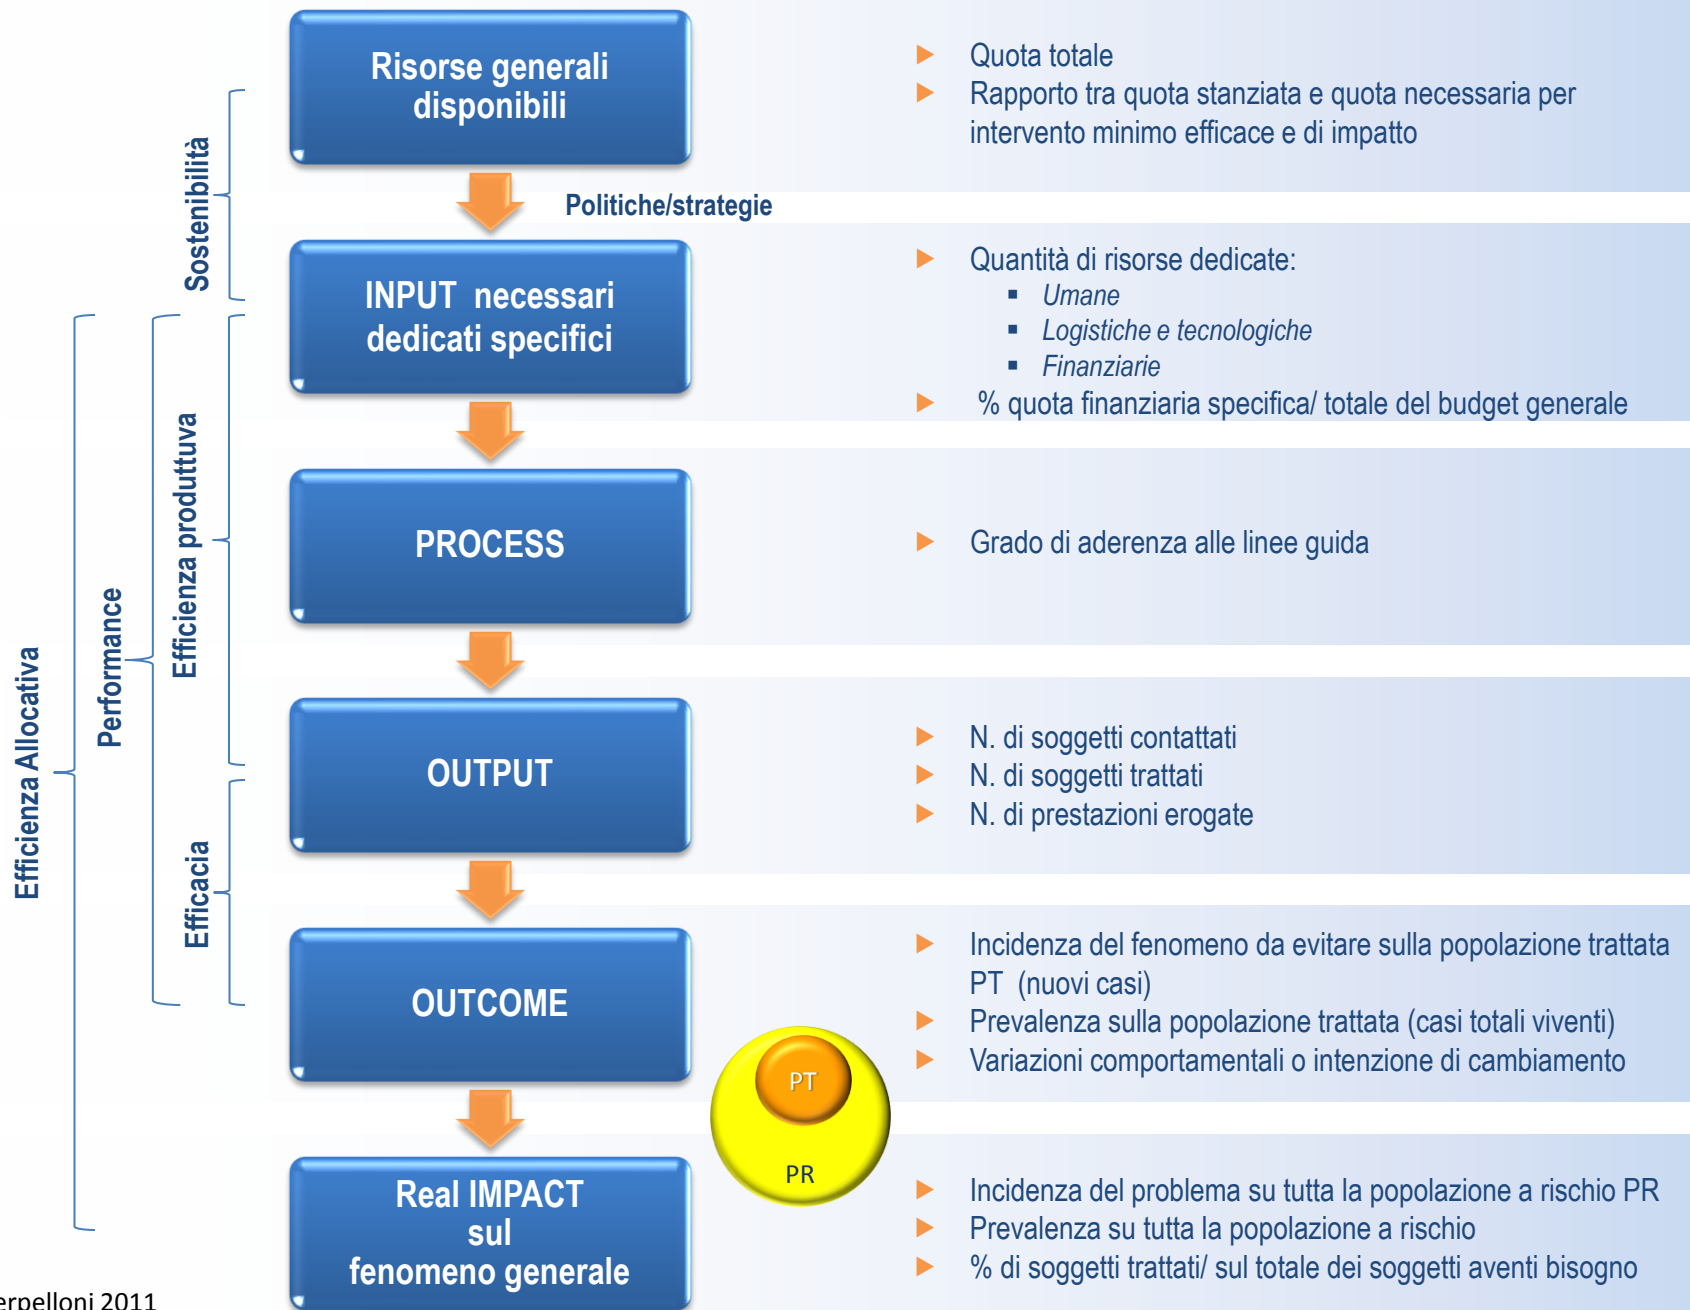 Risorse generali
disponibili
Quota totale
Rapporto tra quota stanziata e quota necessaria per
intervento minimo efficace e di impatto
Sostenibilità
Politiche/strategie
INPUT necessari
dedicati specifici
Quantità di risorse dedicate:
Umane
Logistiche e tecnologiche
Finanziarie
% quota finanziaria specifica/ totale del budget generale
Efficienza Allocativa
Performance
Efficienza produttuva
PROCESS
Grado di aderenza alle linee guida
OUTPUT
N. di soggetti contattati
N. di soggetti trattati
N. di prestazioni erogate
Efficacia
OUTCOME
Incidenza del fenomeno da evitare sulla popolazione trattata
PT (nuovi casi)
Prevalenza sulla popolazione trattata (casi totali viventi)
Variazioni comportamentali o intenzione di cambiamento
PT
PR
Real IMPACT
sul
fenomeno generale
Incidenza del problema su tutta la popolazione a rischio PR
Prevalenza su tutta la popolazione a rischio
% di soggetti trattati/ sul totale dei soggetti aventi bisogno
erpelloni 2011